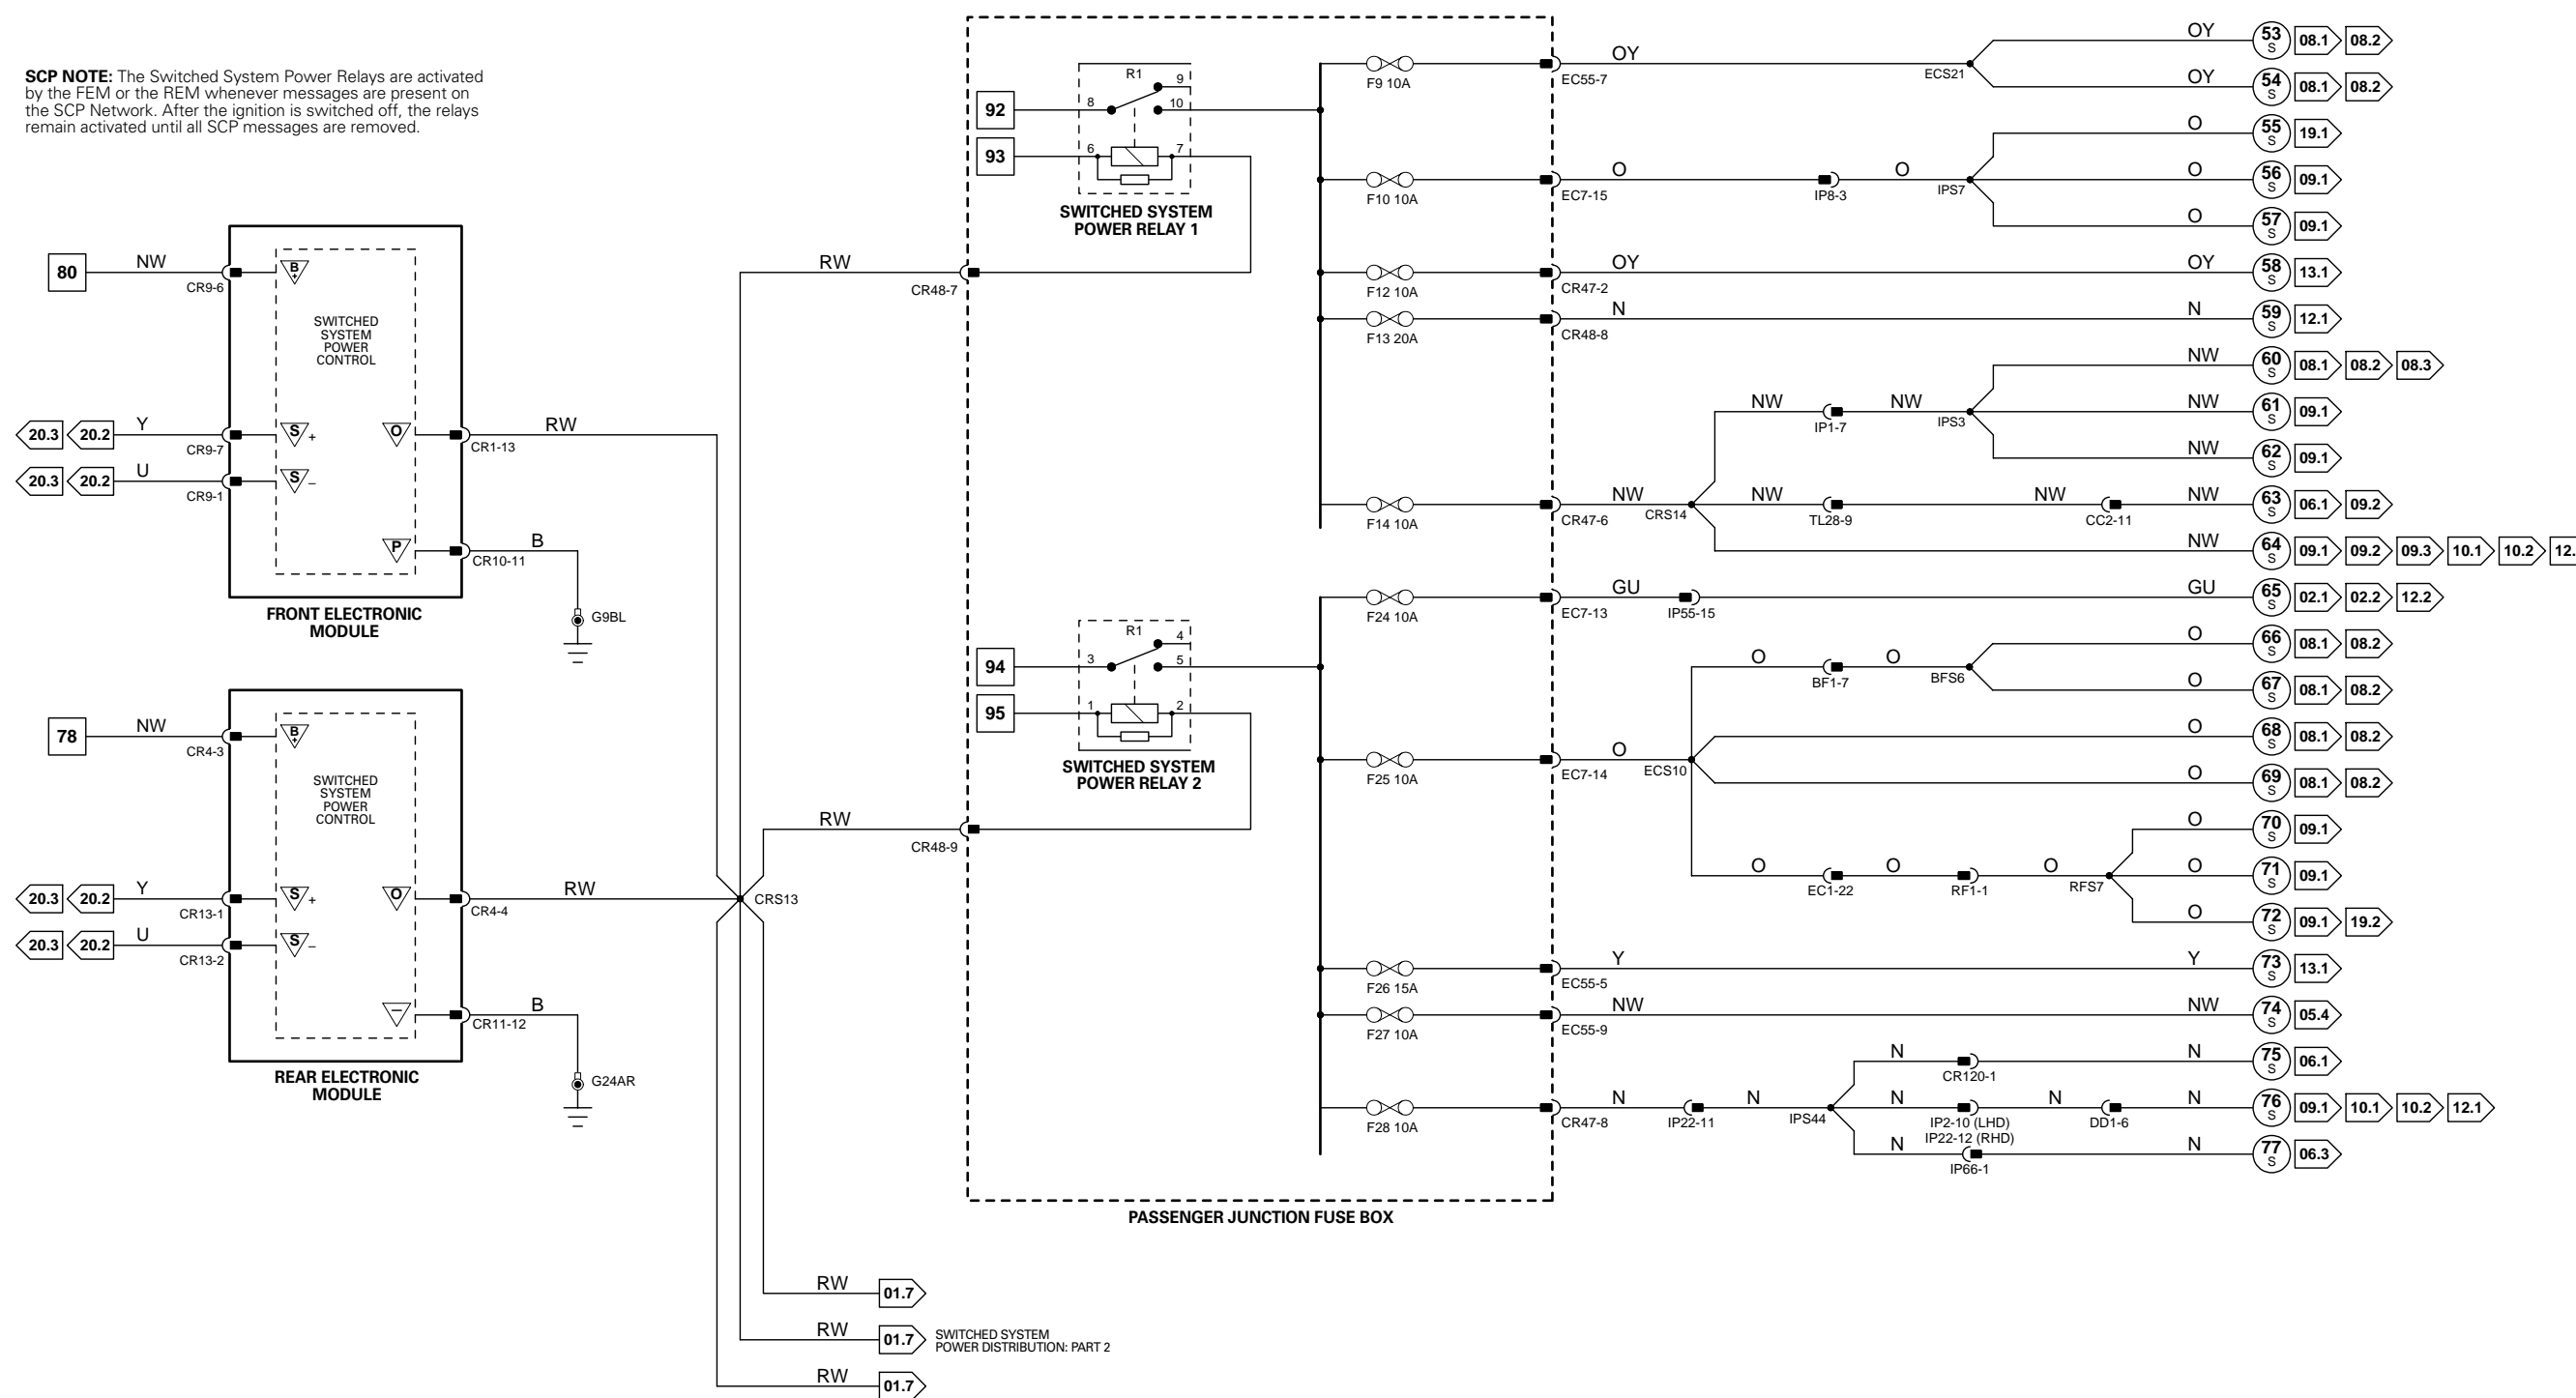 SCP NOTE: The Switched System Power Relays are activated
by the FEM or the REM whenever messages are present on
the SCP Network. After the ignition is switched off, the relays
remain activated until all SCP messages are removed.
80
NW
CR9-6
B
+
SWITCHED
SYSTEM
POWER
CONTROL
20.3 20.2
Y
CR9-7
S +
O
CR1-13
RW
20.3 20.2
U
CR9-1
S –
P
CR10-11
B
G9BL
FRONT ELECTRONIC
MODULE
78
NW
CR4-3
B
+
SWITCHED
SYSTEM
POWER
CONTROL
20.3 20.2
Y
CR13-1
S +
O
CR4-4
RW
CRS13
20.3 20.2
U
CR13-2
S –
–
CR11-12
B
G24AR
REAR ELECTRONIC
MODULE
RW
CR48-7
RW
CR48-9
RW 01.7
RW 01.7
SWITCHED SYSTEM
POWER DISTRIBUTION: PART 2
RW 01.7
92
93
R1
8
9
10
6
7
SWITCHED SYSTEM
POWER RELAY 1
94
95
R1
3
4
5
1
2
SWITCHED SYSTEM
POWER RELAY 2
PASSENGER JUNCTION FUSE BOX
F9 10A
EC55-7
OY
ECS21
OY 53 S 08.1 08.2
OY 54 S 08.1 08.2
F10 10A
EC7-15
O
IP8-3
O
IPS7
O 55 S 19.1
O 56 S 09.1
O 57 S 09.1
F12 10A
CR47-2
OY
OY 58 S 13.1
F13 20A
CR48-8
N
N 59 S 12.1
F14 10A
CR47-6
NW
CRS14
NW
IP1-7
NW
IPS3
NW 60 S 08.1 08.2 08.3
NW 61 S 09.1
NW 62 S 09.1
NW
TL28-9
NW
CC2-11
NW 63 S 06.1 09.2
NW 64 S 09.1 09.2 09.3 10.1 10.2 12.
F24 10A
EC7-13
GU
IP55-15
GU 65 S 02.1 02.2 12.2
F25 10A
EC7-14
O
ECS10
O
BF1-7
O
BFS6
O 66 S 08.1 08.2
O 67 S 08.1 08.2
O 68 S 08.1 08.2
O 69 S 08.1 08.2
O
EC1-22
O
RF1-1
O
RFS7
O 70 S 09.1
O 71 S 09.1
O 72 S 09.1 19.2
F26 15A
EC55-5
Y
Y 73 S 13.1
F27 10A
EC55-9
NW
NW 74 S 05.4
F28 10A
CR47-8
N
IP22-11
N
IPS44
N
CR120-1
N 75 S 06.1
N
IP2-10 (LHD)
IP22-12 (RHD)
N
DD1-6
N 76 S 09.1 10.1 10.2 12.1
N
IP66-1
N 77 S 06.3